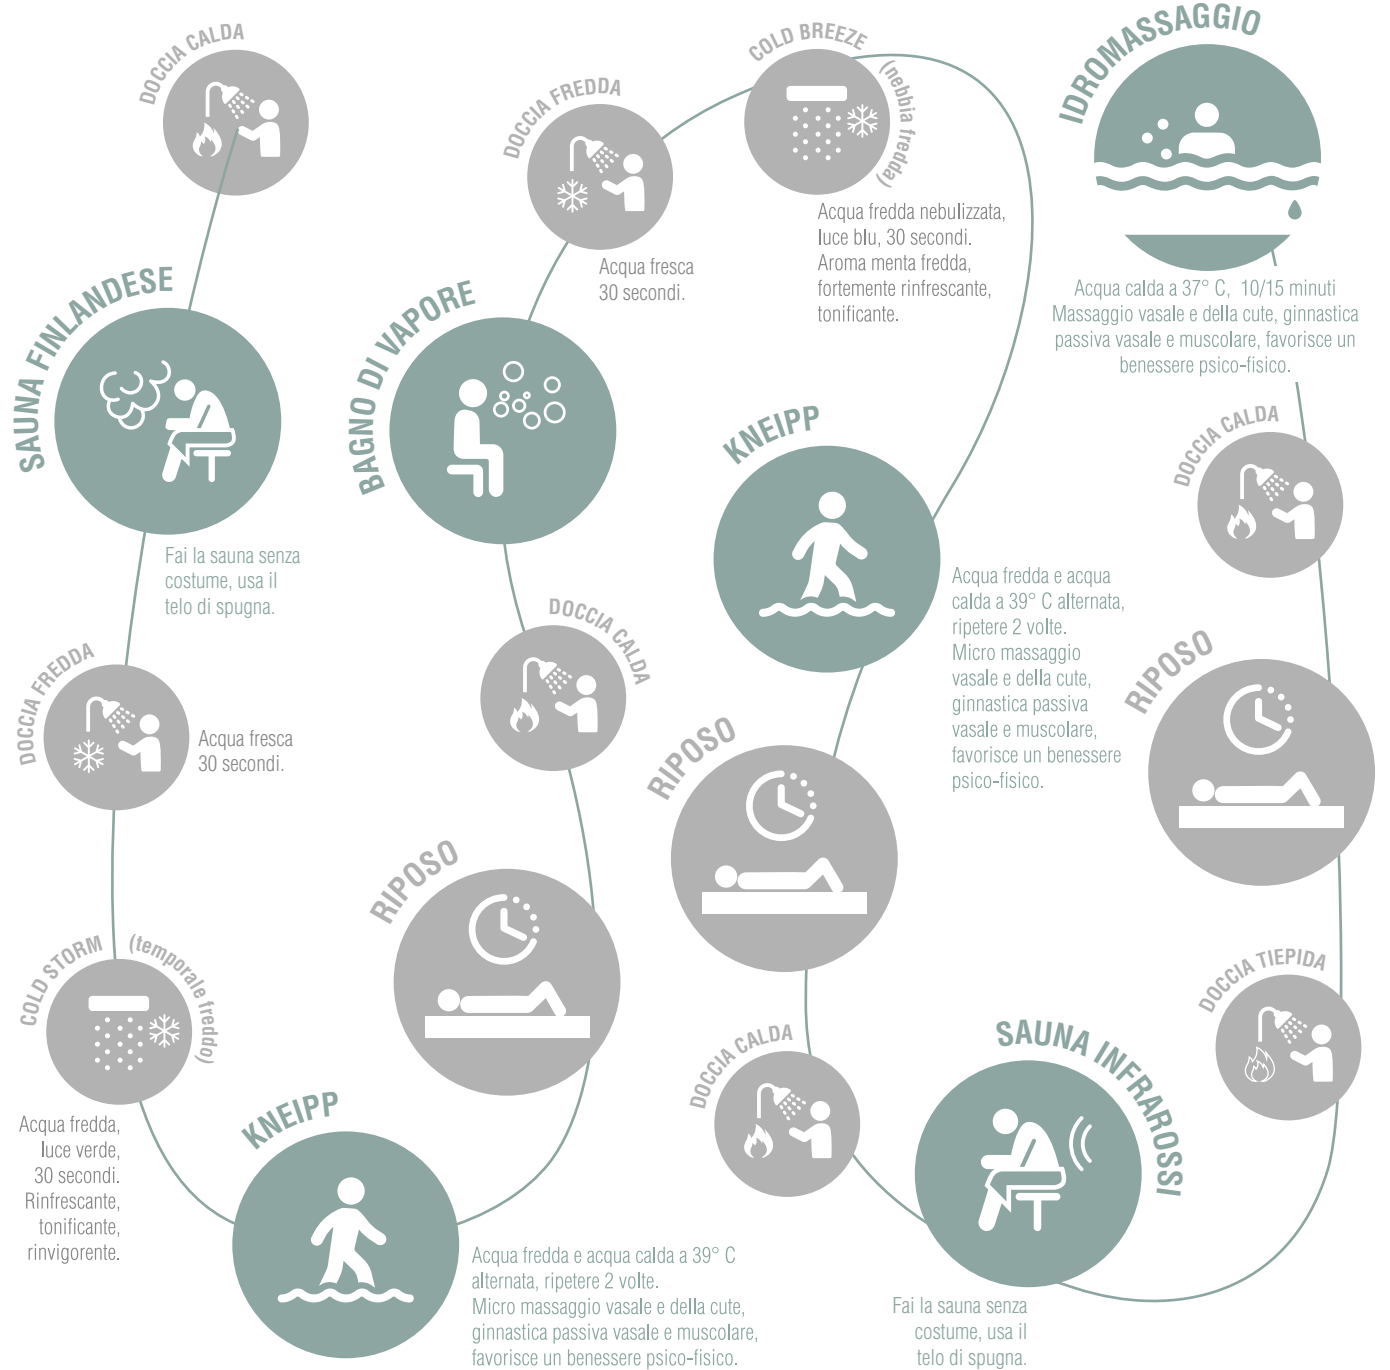 DOCCIA CALDA
SAUNA FINLANDESE
Fai la sauna senza
costume, usa il
telo di spugna.
DOCCIA FREDDA
Acqua fresca
30 secondi.
COLD STORM (temporale freddo)
Acqua fredda,
luce verde,
30 secondi.
Rinfrescante,
tonificante,
rinvigorente.
KNEIPP
Acqua fredda e acqua calda a 39° C
alternata, ripetere 2 volte.
Micro massaggio vasale e della cute,
ginnastica passiva vasale e muscolare,
favorisce un benessere psico-fisico.
RIPOSO
DOCCIA CALDA
BAGNO DI VAPORE
DOCCIA FREDDA
Acqua fresca
30 secondi.
COLD BREEZE (nebbia fredda)
Acqua fredda nebulizzata,
luce blu, 30 secondi.
Aroma menta fredda,
fortemente rinfrescante,
tonificante.
KNEIPP
Acqua fredda e acqua
calda a 39° C alternata,
ripetere 2 volte.
Micro massaggio
vasale e della cute,
ginnastica passiva
vasale e muscolare,
favorisce un benessere
psico-fisico.
RIPOSO
DOCCIA CALDA
SAUNA INFRAROSSI
Fai la sauna senza
costume, usa il
telo di spugna.
DOCCIA TIEPIDA
RIPOSO
DOCCIA CALDA
IDROMASSAGGIO
Acqua calda a 37° C, 10/15 minuti
Massaggio vasale e della cute, ginnastica
passiva vasale e muscolare, favorisce un
benessere psico-fisico.